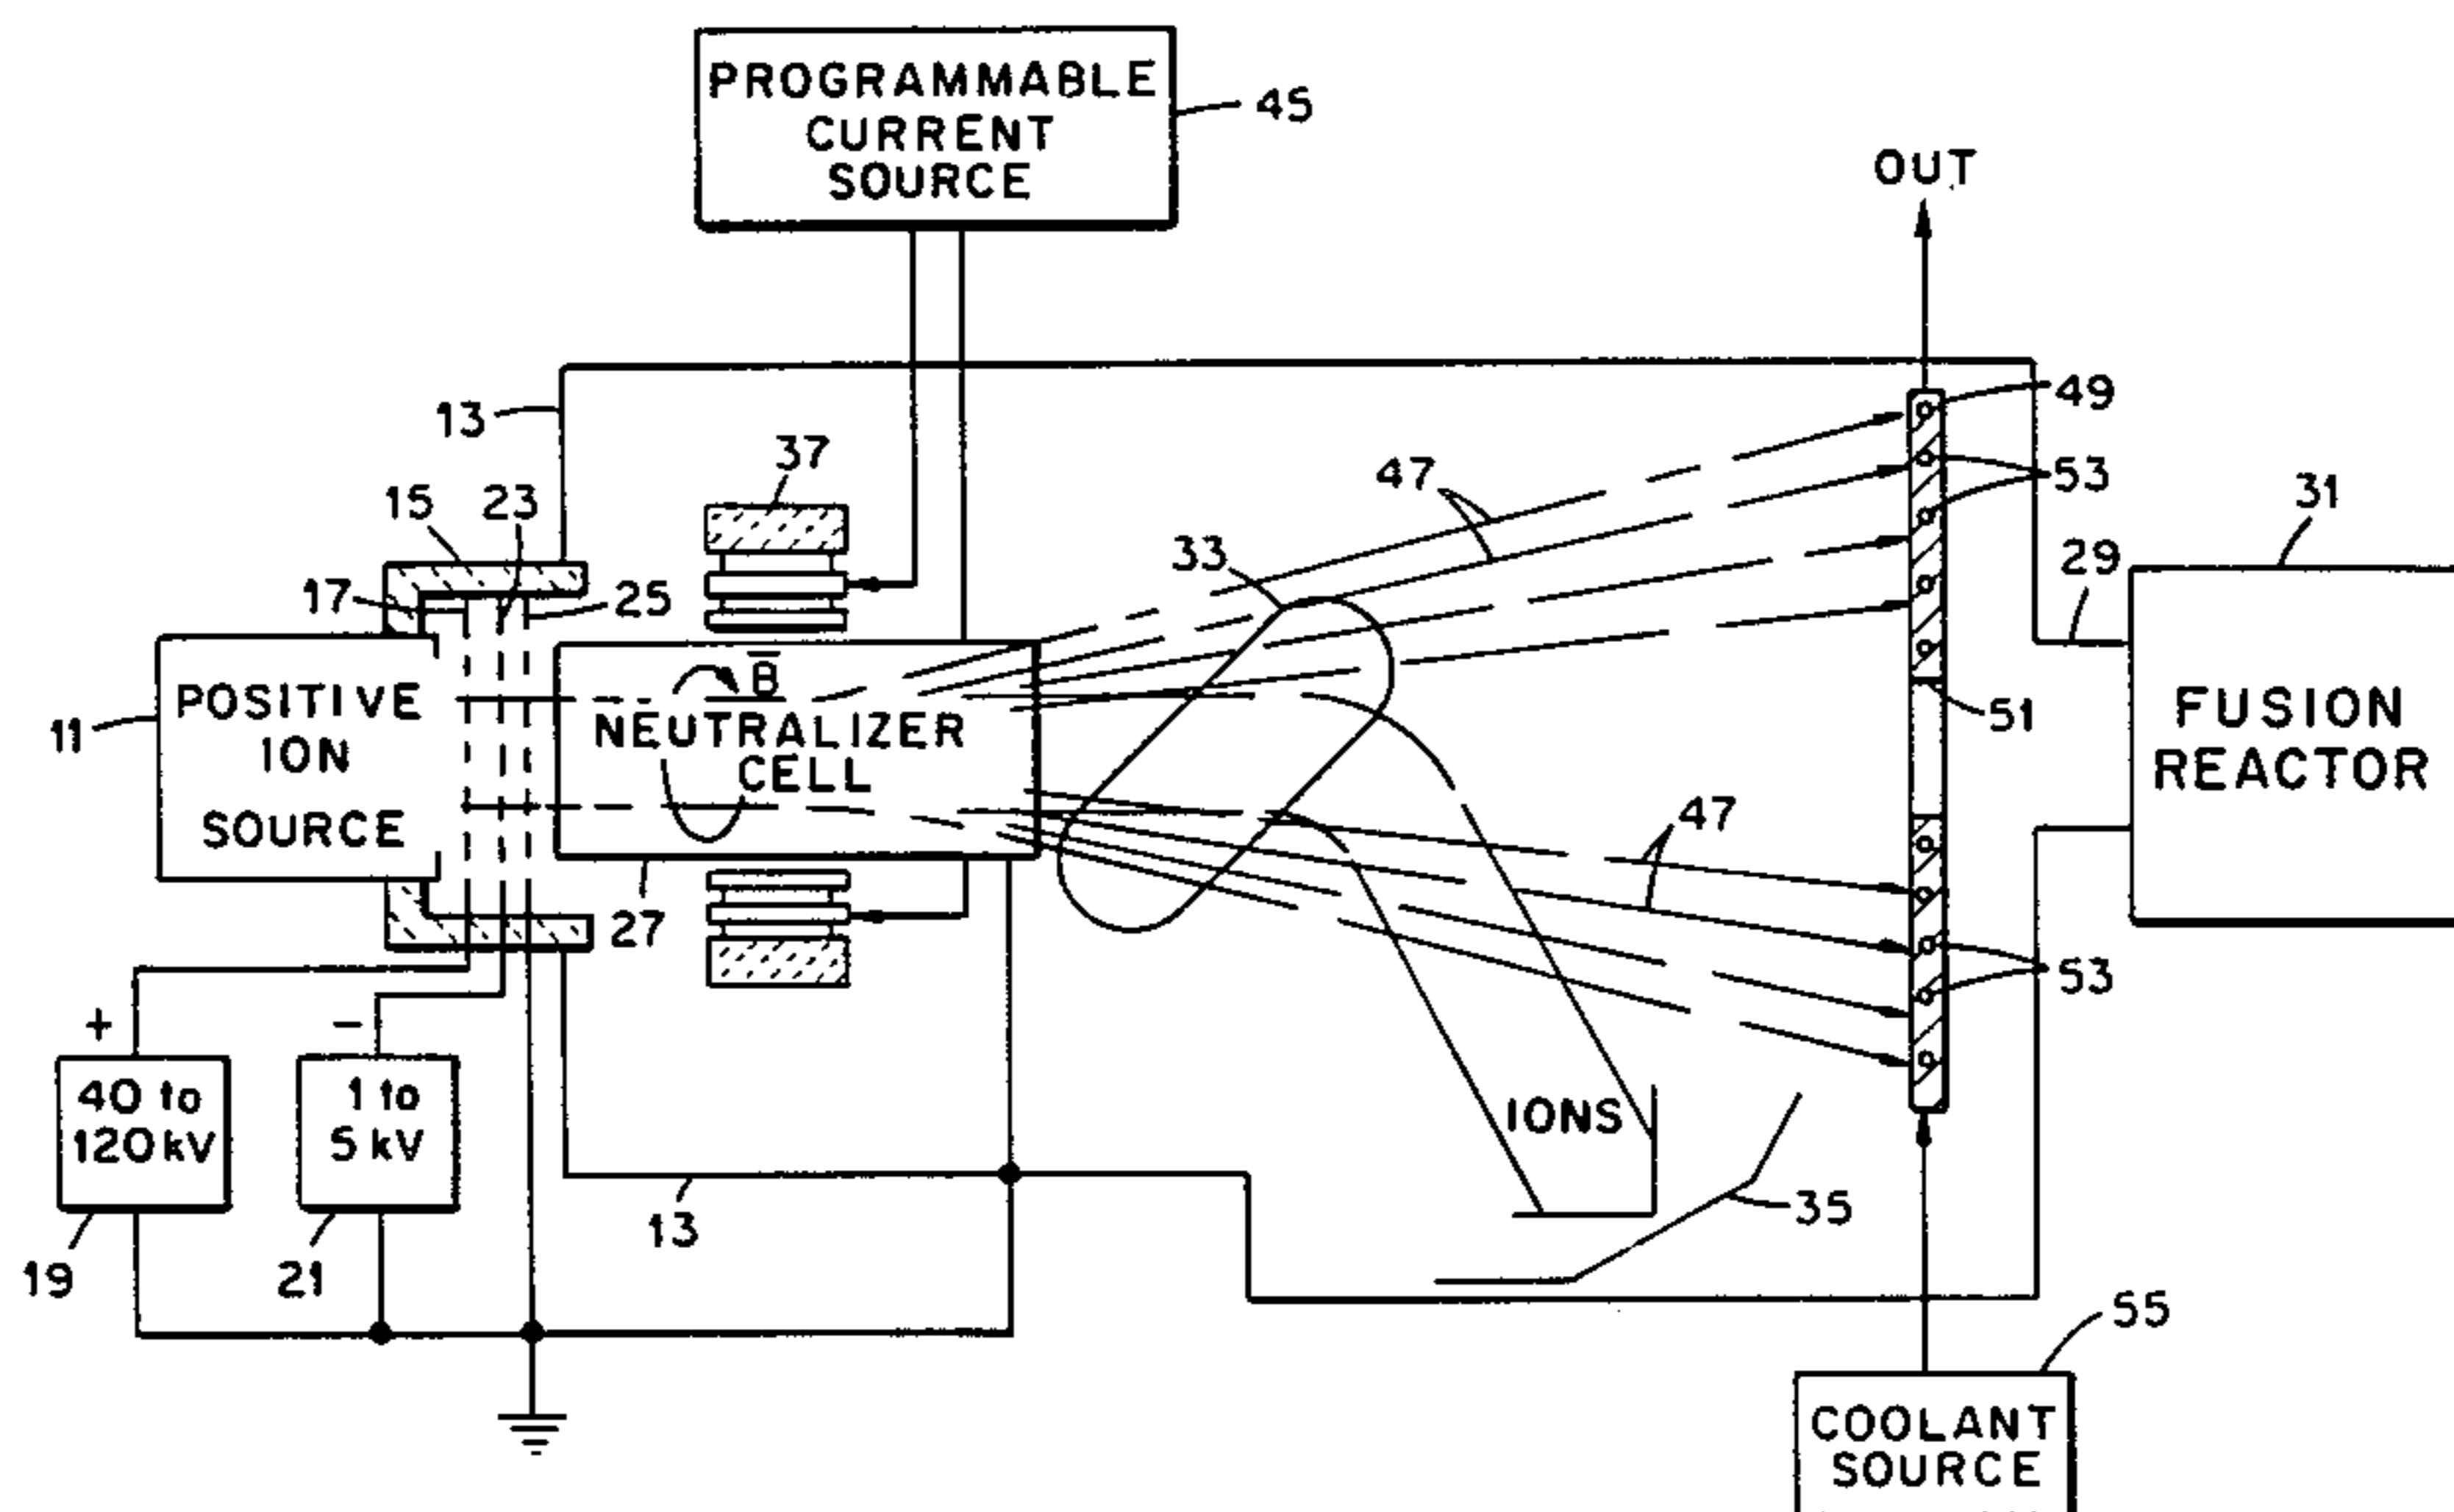 PROGRAMMABLE
CURRENT
SOURCE
45
OUT
13
37
47
49
53
15
23
33
31
17
25
29
B̅
POSITIVE
ION
SOURCE
11
NEUTRALIZER
CELL
51
FUSION
REACTOR
47
27
53
+
−
40 to
120 kV
1 to
5 kV
IONS
35
13
19
21
55
COOLANT
SOURCE